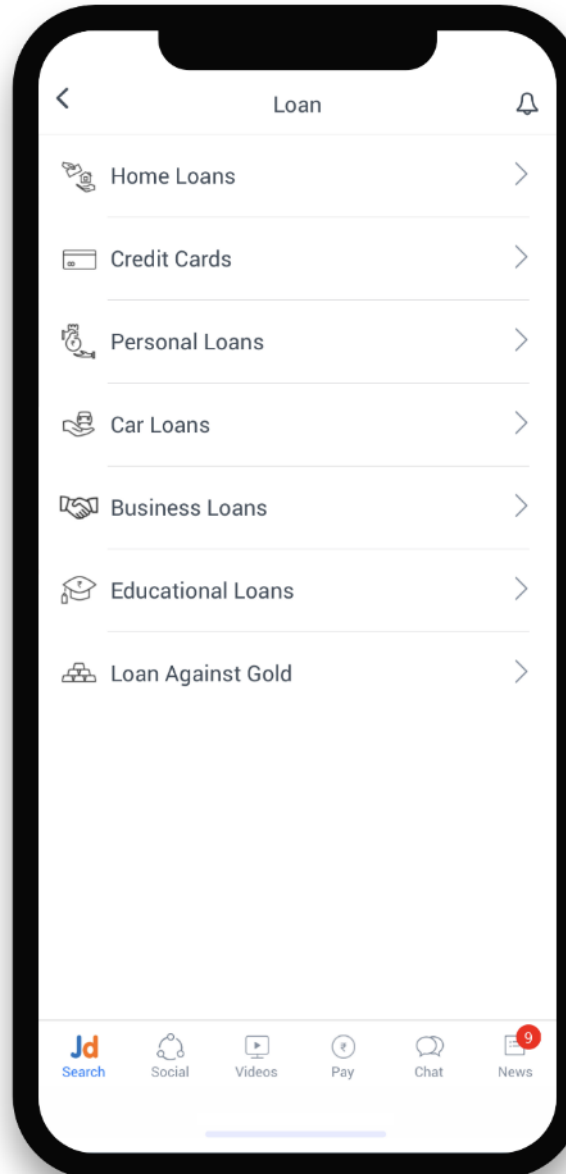 Loan
Home Loans
Credit Cards
Personal Loans
Car Loans
Business Loans
Educational Loans
Loan Against Gold
Jd
9
Search Social Videos Pay Chat News